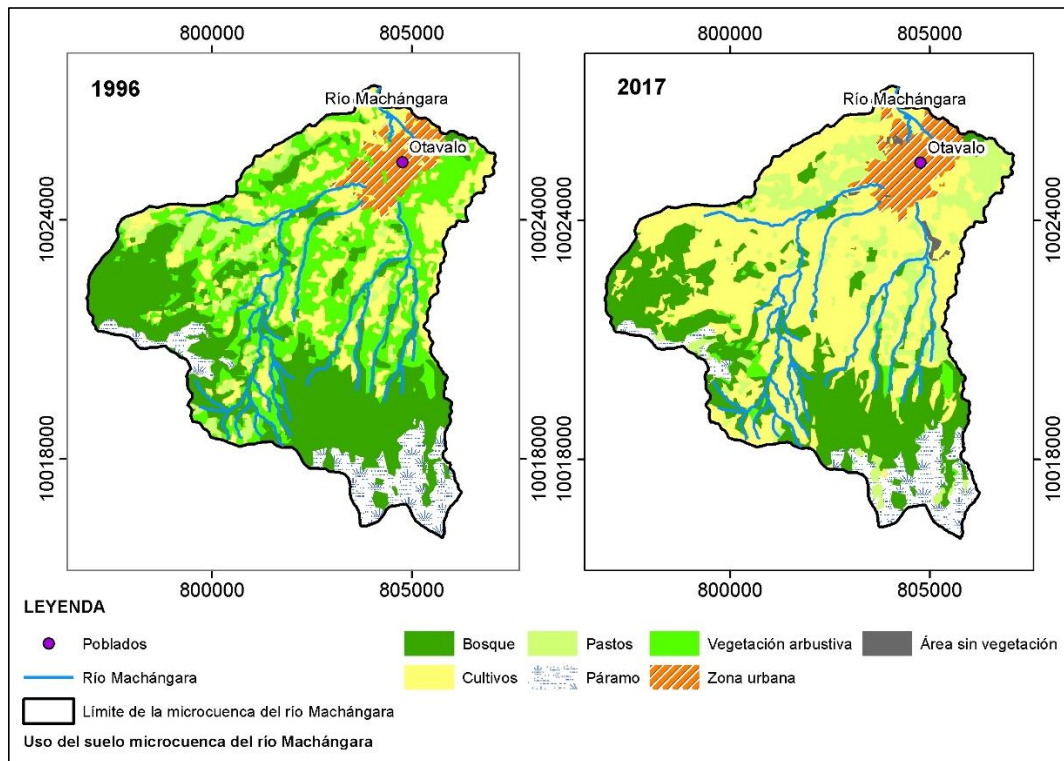 800000 805000 800000 805000
1996 2017
Río Machángara Río Machángara
Otavalo Otavalo
10024000 10024000 10024000
10018000 10018000 10018000
800000 805000 800000 805000
LEYENDA
Poblados
Río Machángara
Límite de la microcuenca del río Machángara
Bosque Pastos Vegetación arbustiva Área sin vegetación
Cultivos Páramo Zona urbana
Uso del suelo microcuenca del río Machángara